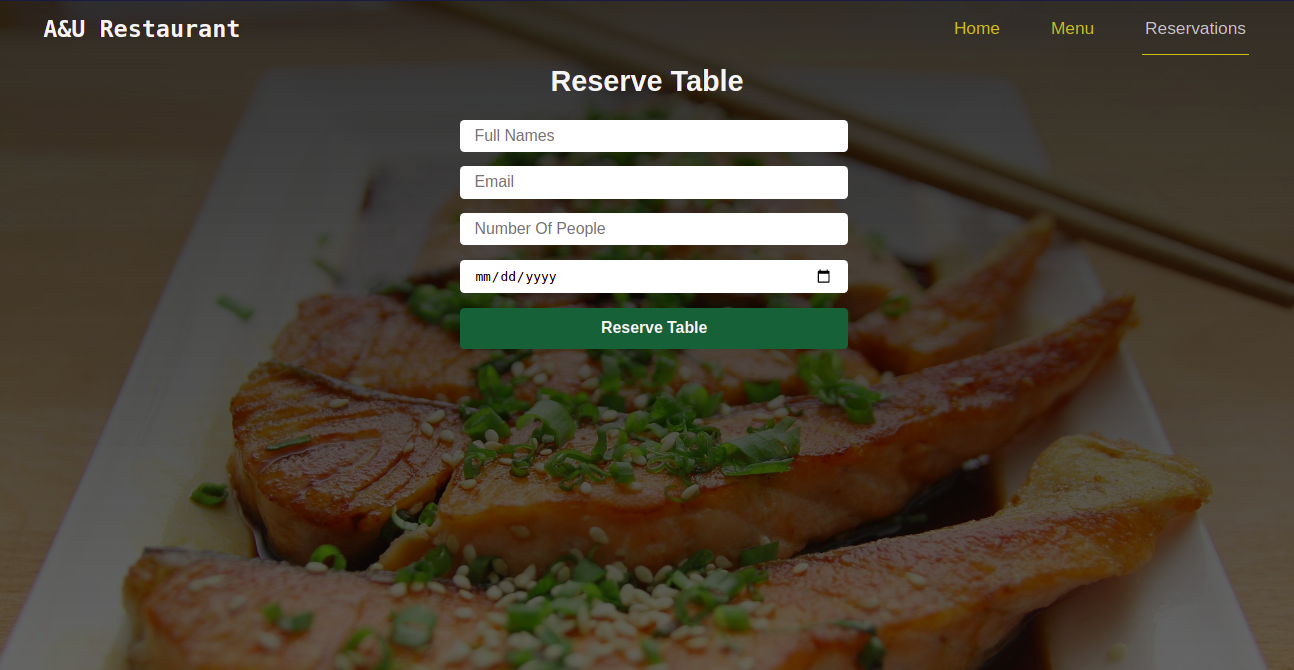 A&U Restaurant
Home
Menu
Reservations
Reserve Table
Full Names
Email
Number Of People
mm/dd/yyyy
Reserve Table